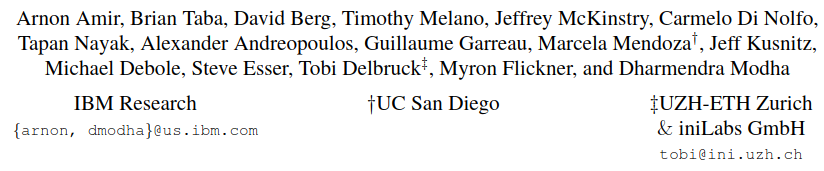 Arnon Amir, Brian Taba, David Berg, Timothy Melano, Jeffrey McKinstry, Carmelo Di Nolfo,
Tapan Nayak, Alexander Andreopoulos, Guillaume Garreau, Marcela Mendoza†, Jeff Kusnitz,
Michael Debole, Steve Esser, Tobi Delbruck‡, Myron Flickner, and Dharmendra Modha
IBM Research
{arnon, dmodha}@us.ibm.com
†UC San Diego
‡UZH-ETH Zurich
& iniLabs GmbH
tobi@ini.uzh.ch